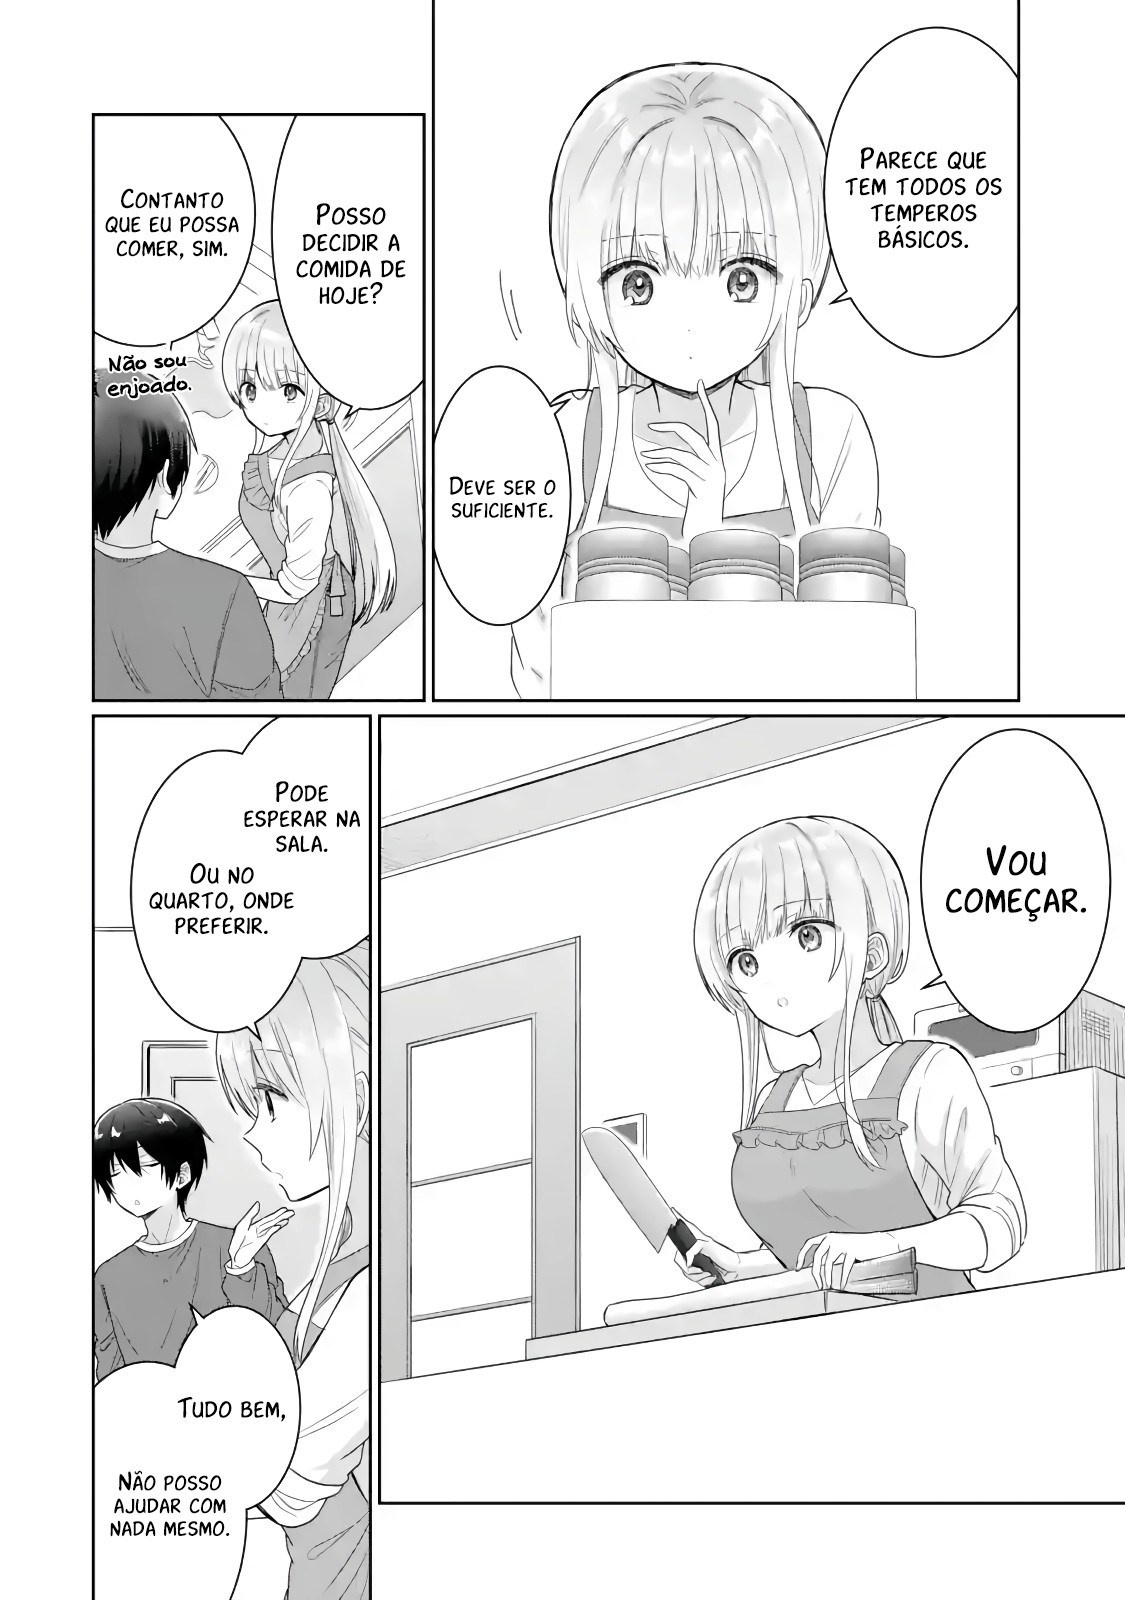 PARECE QUE
TEM TODOS OS
TEMPEROS
BÁSICOS.
DEVE SER O
SUFICIENTE.
POSSO
DECIDIR A
COMIDA DE
HOJE?
CONTANTO
QUE EU POSSA
COMER, SIM.
Não sou
enjoado.
VOU
COMEÇAR.
PODE
ESPERAR NA
SALA.
OU NO
QUARTO, ONDE
PREFERIR.
TUDO BEM,
NÃO POSSO
AJUDAR COM
NADA MESMO.